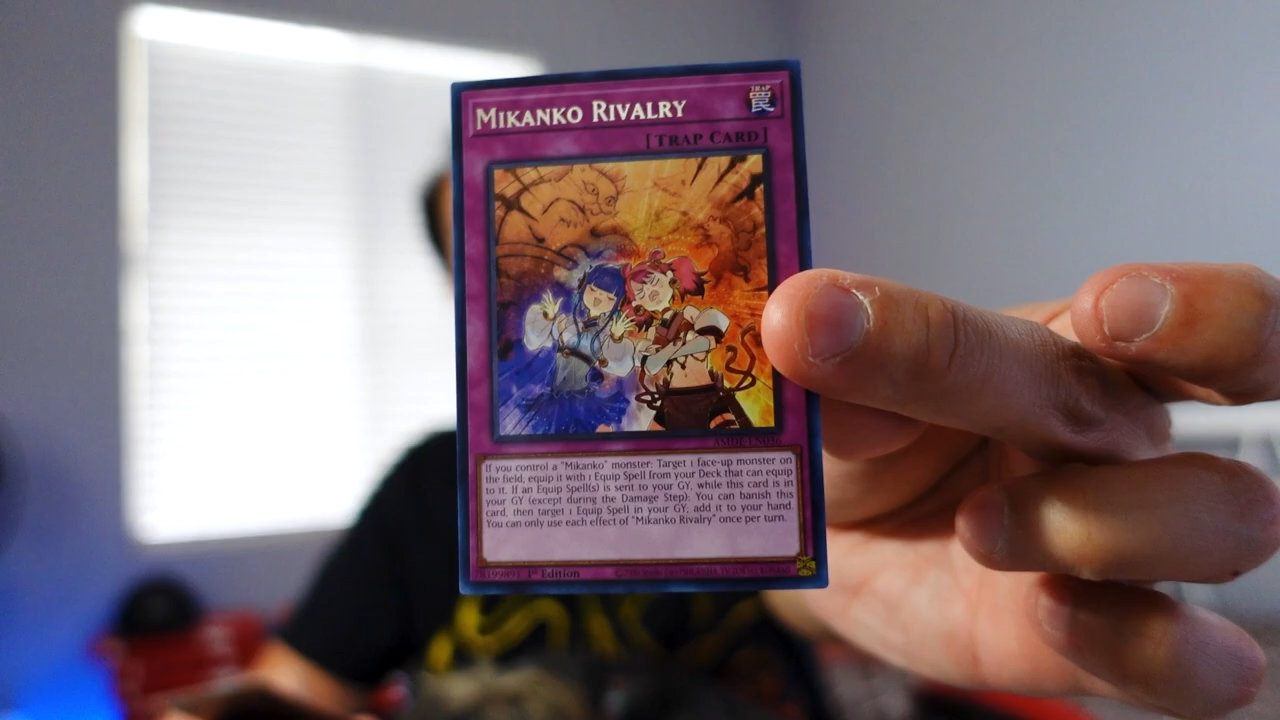 MIKANKO RIVALRY
TRAP
罠
[TRAP CARD]
AMDE-EN036
If you control a "Mikanko" monster: Target 1 face-up monster on
the field; equip it with 1 Equip Spell from your Deck that can equip
to it. If an Equip Spell(s) is sent to your GY, while this card is in
your GY (except during the Damage Step): You can banish this
card, then target 1 Equip Spell in your GY; add it to your hand.
You can only use each effect of "Mikanko Rivalry" once per turn.
1st Edition